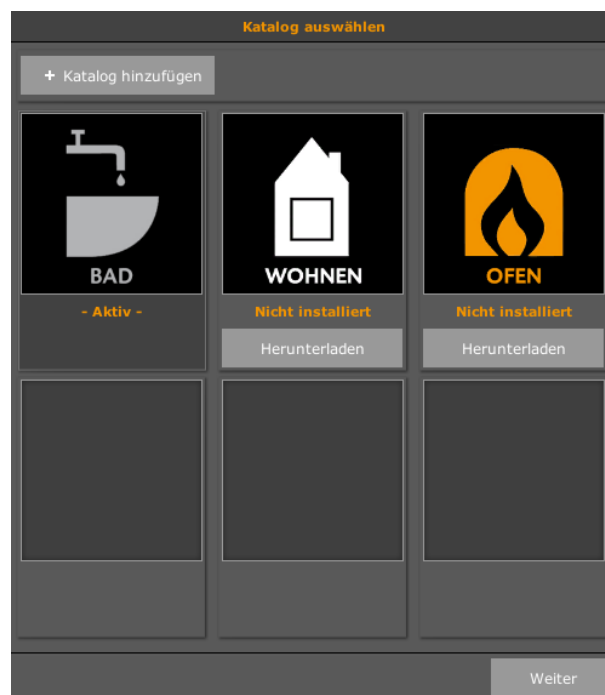 Katalog auswählen
+ Katalog hinzufügen
BAD
WOHNEN
OFEN
- Aktiv -
Nicht installiert
Nicht installiert
Herunterladen
Herunterladen
Weiter